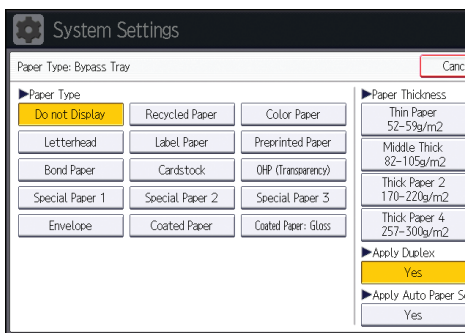 System Settings
Paper Type: Bypass Tray
Canc
►Paper Type
Do not Display
Recycled Paper
Color Paper
Letterhead
Label Paper
Preprinted Paper
Bond Paper
Cardstock
OHP (Transparency)
Special Paper 1
Special Paper 2
Special Paper 3
Envelope
Coated Paper
Coated Paper: Gloss
►Paper Thickness
Thin Paper
52-59g/m2
Middle Thick
82-105g/m2
Thick Paper 2
170-220g/m2
Thick Paper 4
257-300g/m2
►Apply Duplex
Yes
►Apply Auto Paper Se
Yes